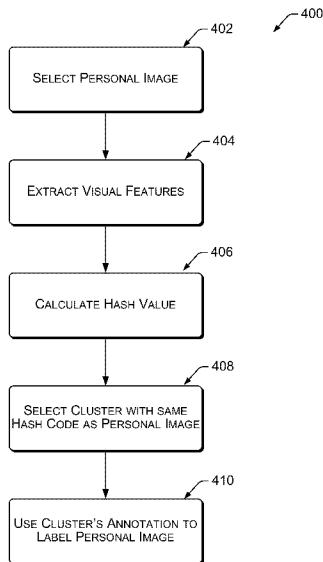 402
400
SELECT PERSONAL IMAGE
404
EXTRACT VISUAL FEATURES
406
CALCULATE HASH VALUE
408
SELECT CLUSTER WITH SAME
HASH CODE AS PERSONAL IMAGE
410
USE CLUSTER'S ANNOTATION TO
LABEL PERSONAL IMAGE